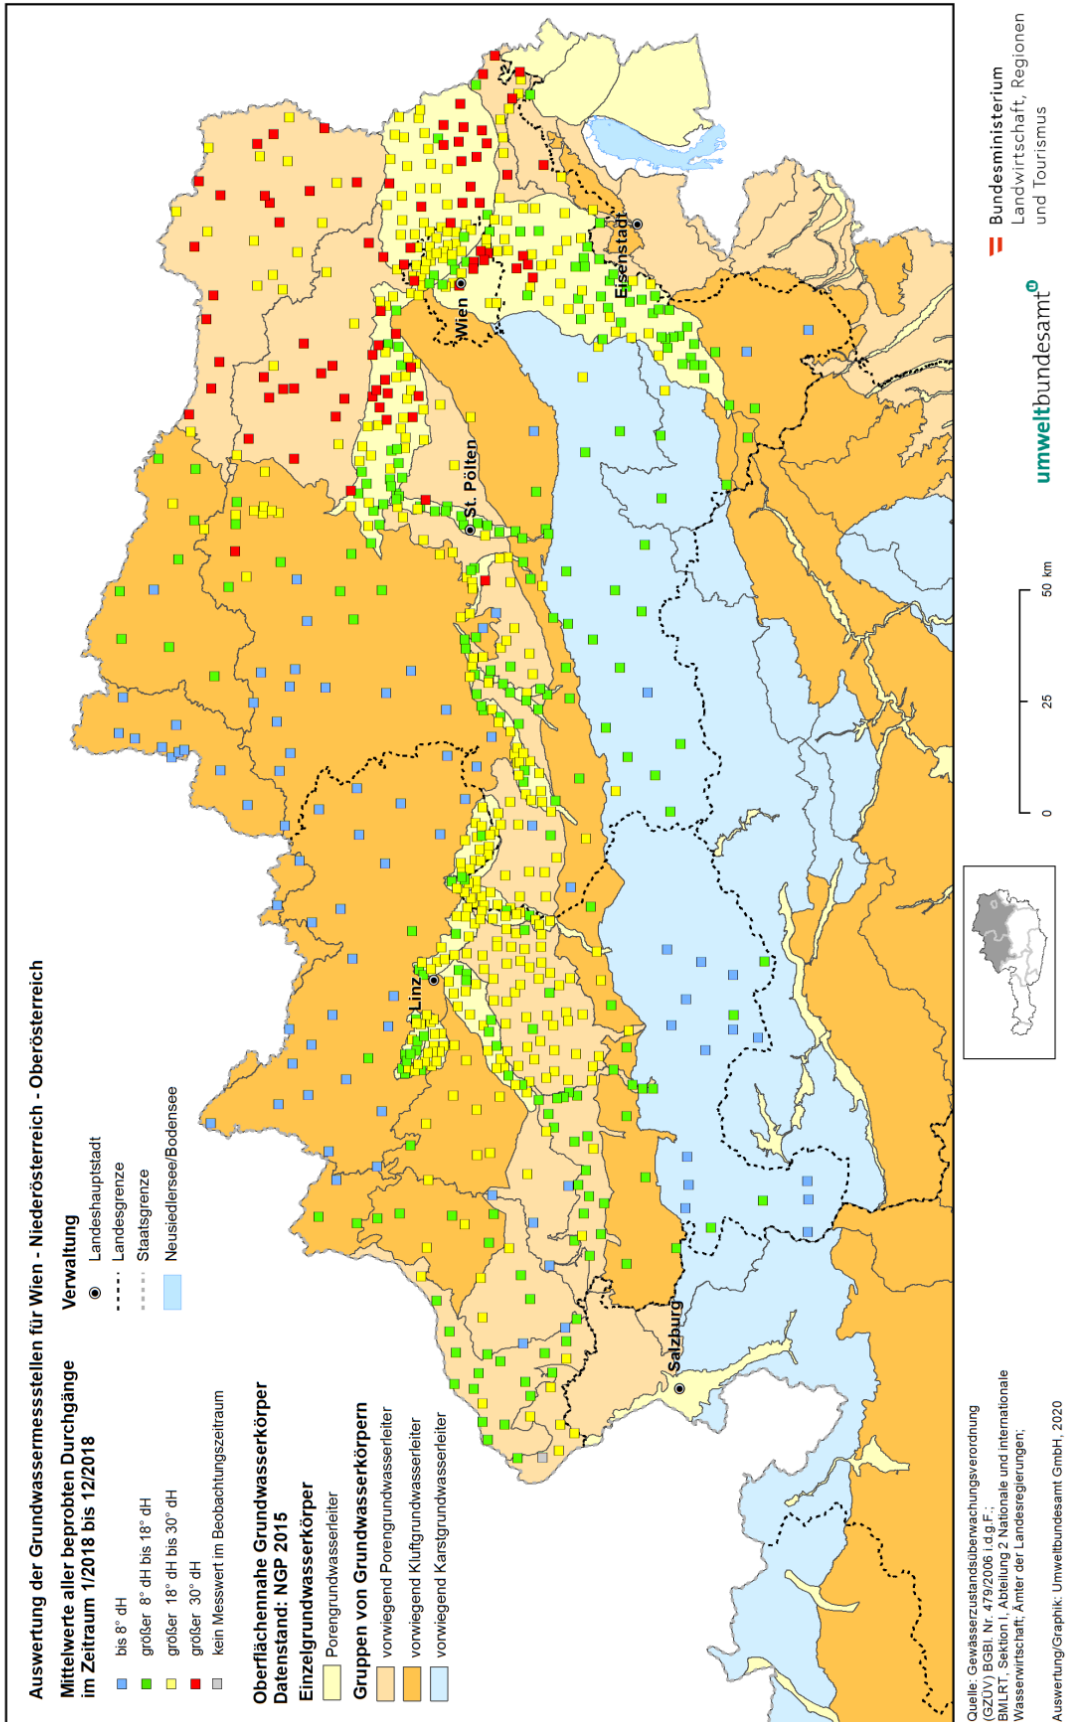 Auswertung der Grundwassermessstellen für Wien - Niederösterreich - Oberösterreich
Mittelwerte aller beprobten Durchgänge
im Zeitraum 1/2018 bis 12/2018
bis 8° dH
größer 8° dH bis 18° dH
größer 18° dH bis 30° dH
größer 30° dH
kein Messwert im Beobachtungszeitraum
Verwaltung
Landeshauptstadt
Landesgrenze
Staatsgrenze
Neusiedlersee/Bodensee
Oberflächennahe Grundwasserkörper
Datenstand: NGP 2015
Einzelgrundwasserkörper
Porengrundwasserleiter
Gruppen von Grundwasserkörpern
vorwiegend Porengrundwasserleiter
vorwiegend Kluftgrundwasserleiter
vorwiegend Karstgrundwasserleiter
Linz
St. Pölten
Wien
Eisenstadt
Salzburg
Quelle: Gewässerzustandsüberwachungsverordnung
(GZÜV) BGBl. Nr. 479/2006 i.d.g.F.;
BMLRT, Sektion I, Abteilung 2 Nationale und internationale
Wasserwirtschaft; Ämter der Landesregierungen;
Auswertung/Graphik: Umweltbundesamt GmbH, 2020
0 25 50 km
umweltbundesamt
Bundesministerium
Landwirtschaft, Regionen
und Tourismus